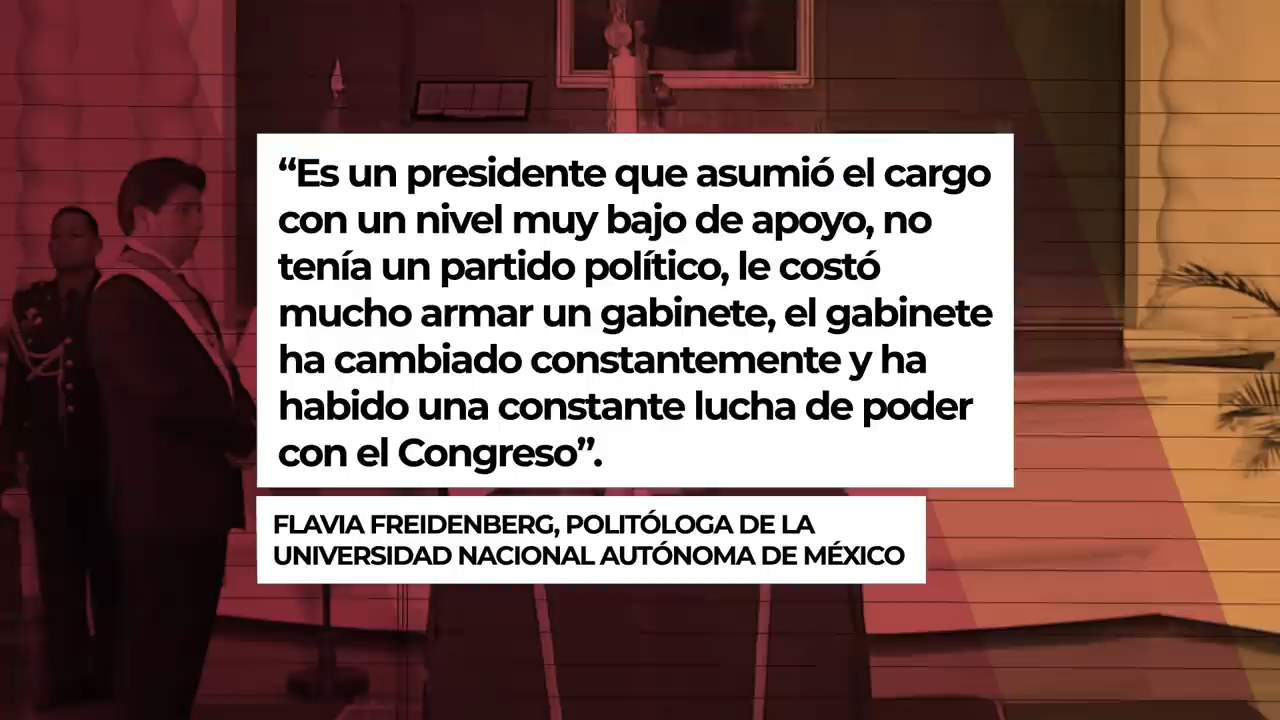 “Es un presidente que asumió el cargo
con un nivel muy bajo de apoyo, no
tenía un partido político, le costó
mucho armar un gabinete, el gabinete
ha cambiado constantemente y ha
habido una constante lucha de poder
con el Congreso”.
FLAVIA FREIDENBERG, POLITÓLOGA DE LA
UNIVERSIDAD NACIONAL AUTÓNOMA DE MÉXICO